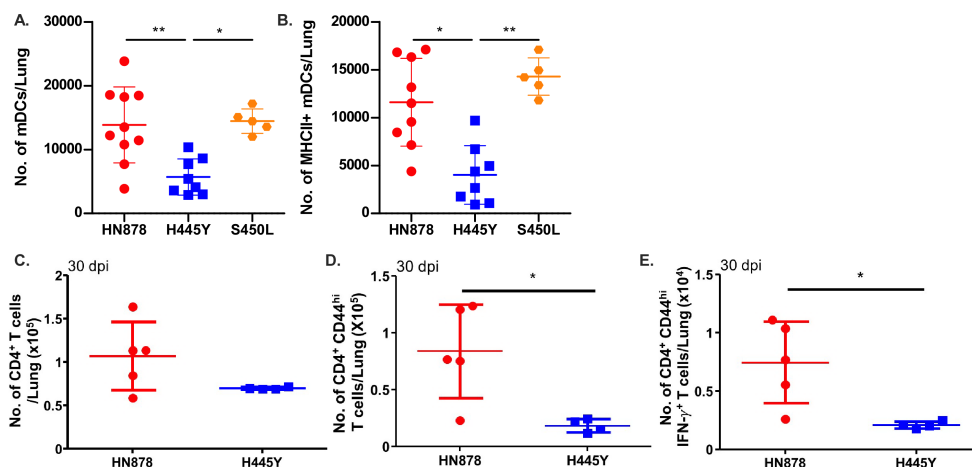 A.
No. of mDCs/Lung
30000
20000
10000
0
**
*
HN878
H445Y
S450L
B.
No. of MHCII+ mDCs/Lung
20000
15000
10000
5000
0
*
**
HN878
H445Y
S450L
C.
30 dpi
No. of CD4⁺ T cells
/Lung (x10⁵)
2
1.5
1
0.5
0
HN878
H445Y
D.
30 dpi
No. of CD4⁺ CD44ʰⁱ
T cells/Lung (X10⁵)
1.5
1
0.5
0
*
HN878
H445Y
E.
30 dpi
No. of CD4⁺ CD44ʰⁱ
IFN-γ⁺ T cells/Lung (x10⁴)
1.5
1
0.5
0
*
HN878
H445Y